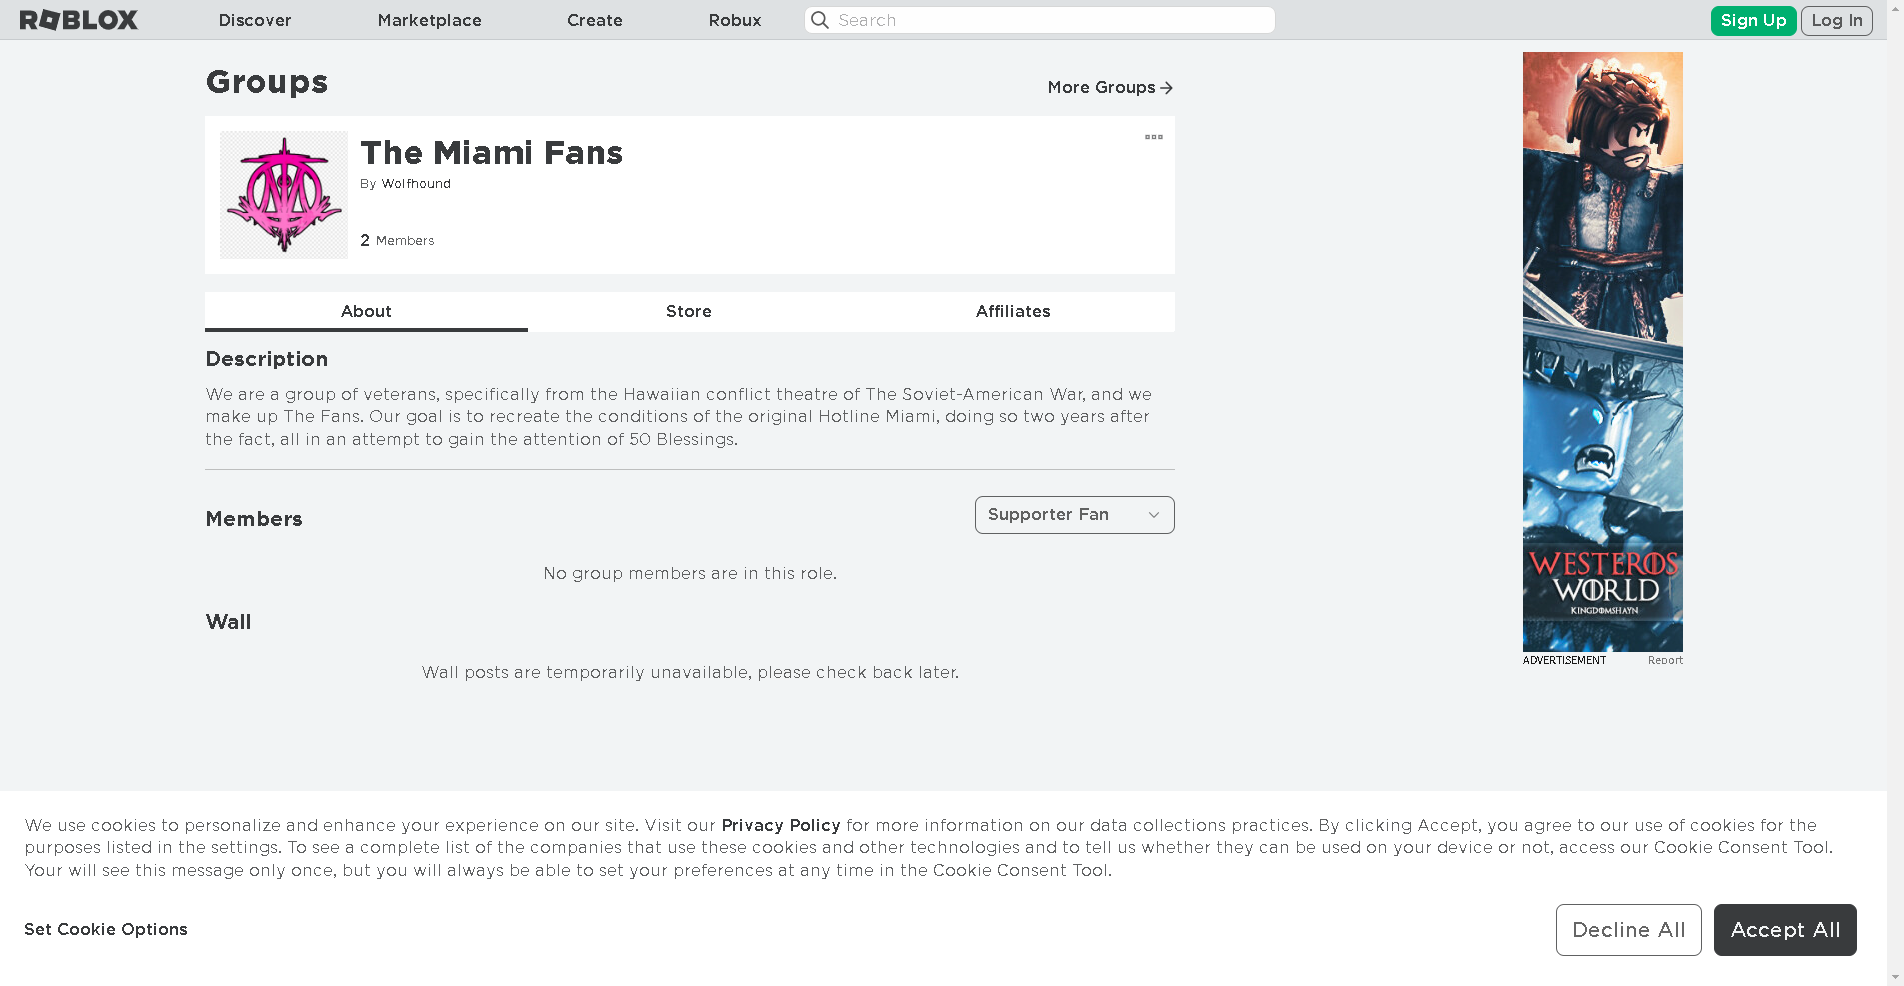 ROBLOX Discover Marketplace Create Robux Search Sign Up Log In
Groups
More Groups
The Miami Fans
By Wolfhound
2 Members
About Store Affiliates
Description
We are a group of veterans, specifically from the Hawaiian conflict theatre of The Soviet-American War, and we
make up The Fans. Our goal is to recreate the conditions of the original Hotline Miami, doing so two years after
the fact, all in an attempt to gain the attention of 50 Blessings.
Members
Supporter Fan
No group members are in this role.
Wall
Wall posts are temporarily unavailable, please check back later.
WESTEROS
WORLD
KINGDOMSHAYN
ADVERTISEMENT Report
We use cookies to personalize and enhance your experience on our site. Visit our Privacy Policy for more information on our data collections practices. By clicking Accept, you agree to our use of cookies for the
purposes listed in the settings. To see a complete list of the companies that use these cookies and other technologies and to tell us whether they can be used on your device or not, access our Cookie Consent Tool.
Your will see this message only once, but you will always be able to set your preferences at any time in the Cookie Consent Tool.
Set Cookie Options
Decline All
Accept All